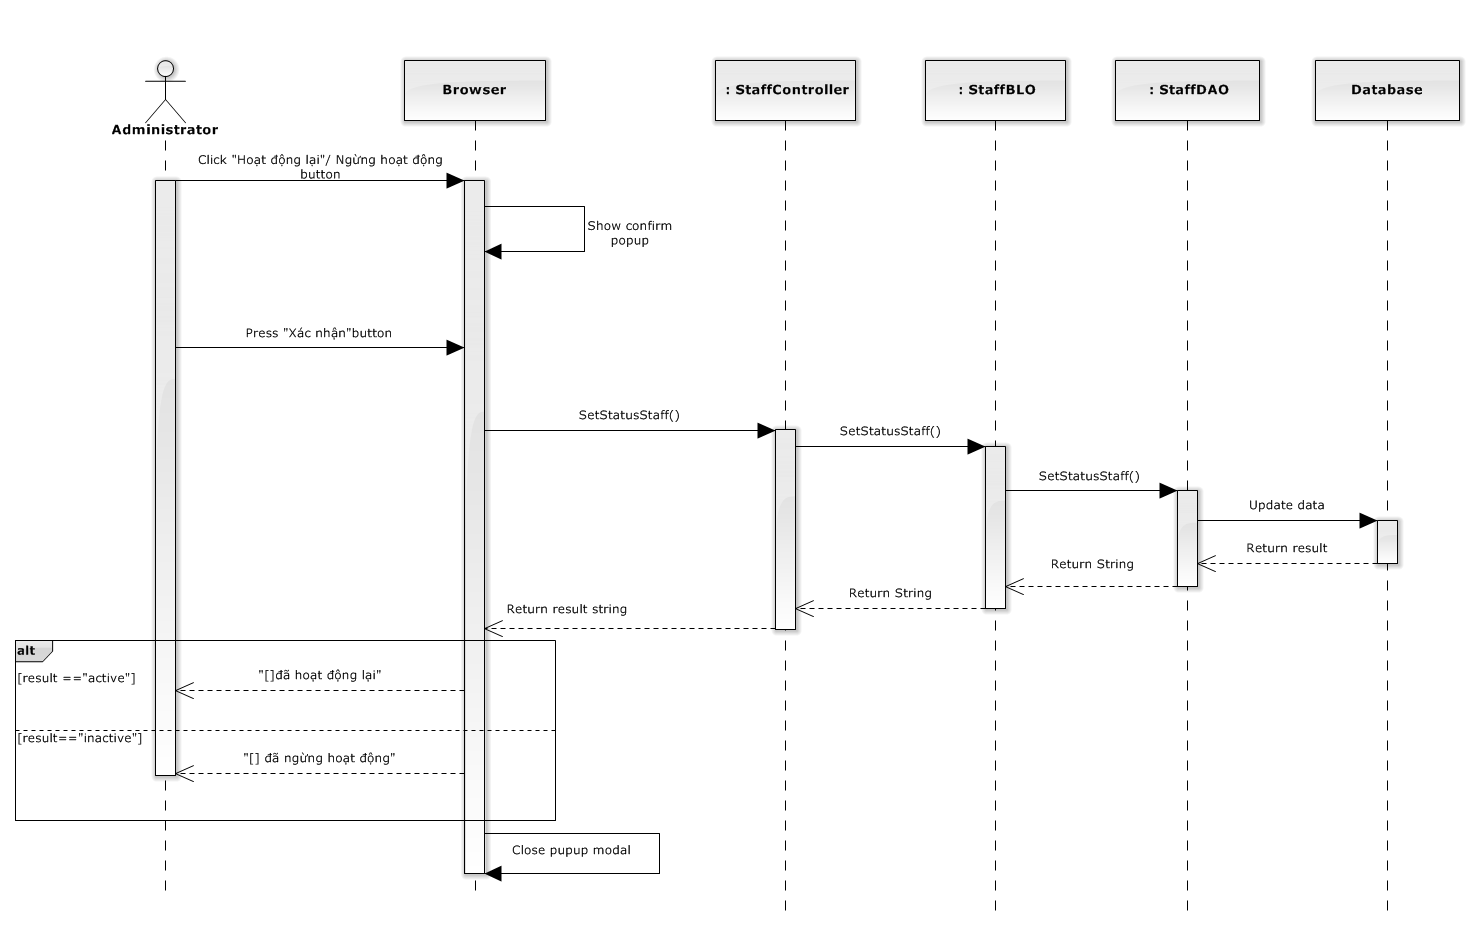 Administrator
Browser
: StaffController
: StaffBLO
: StaffDAO
Database
Click "Hoạt động lại"/ Ngừng hoạt động
button
Show confirm
popup
Press "Xác nhận"button
SetStatusStaff()
SetStatusStaff()
SetStatusStaff()
Update data
Return result
Return String
Return String
Return result string
alt
[result =="active"]
"[]đã hoạt động lại"
[result=="inactive"]
"[] đã ngừng hoạt động"
Close pupup modal